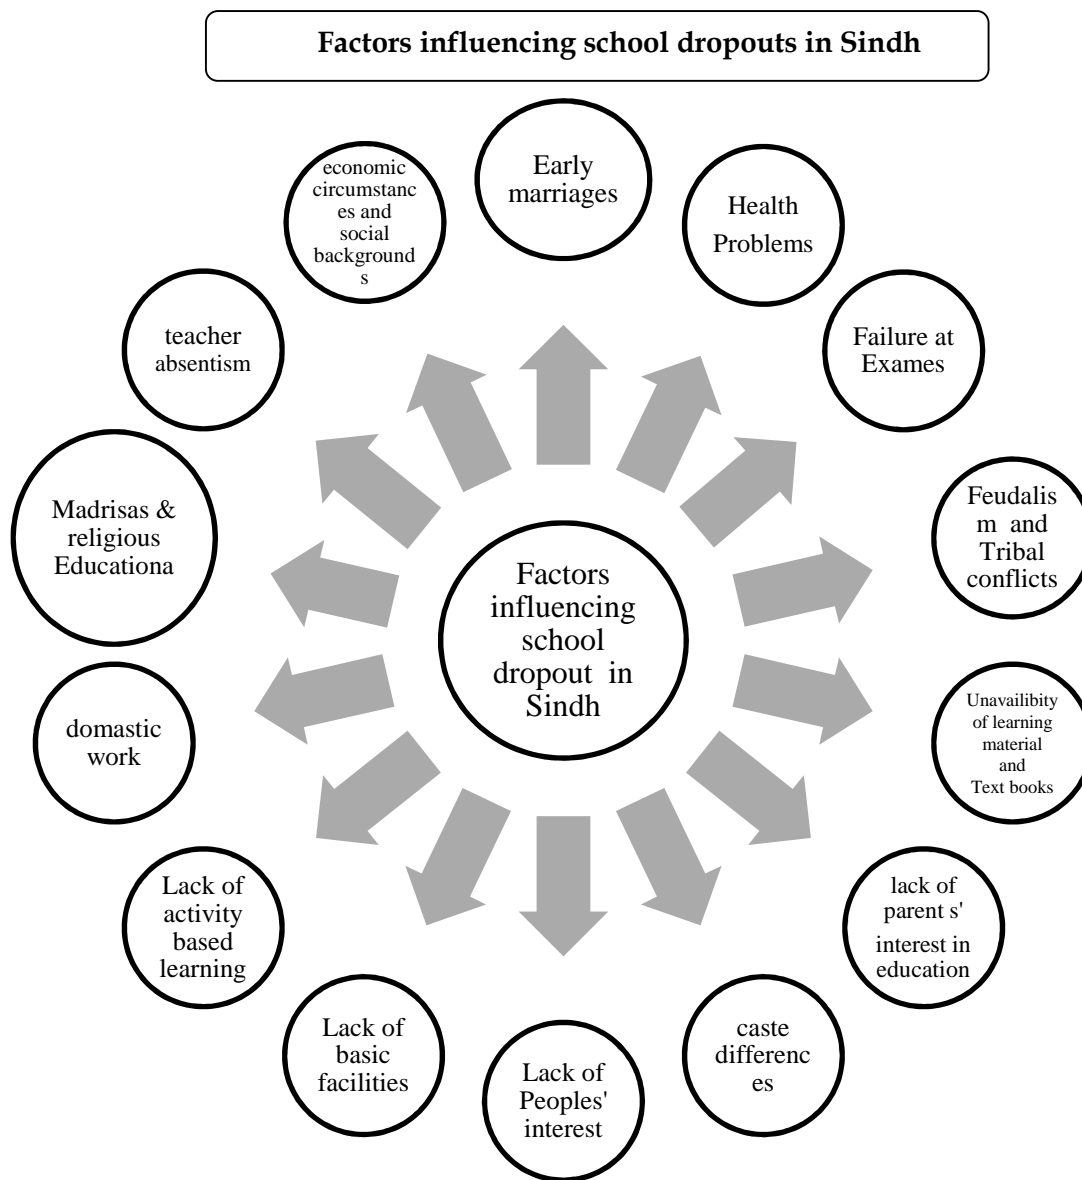 Factors influencing school dropouts in Sindh
Early
marriages
Health
Problems
Failure at
Exames
Feudalis
m and
Tribal
conflicts
Unavailibity
of learning
material
and
Text books
lack of
parent s'
interest in
education
caste
differenc
es
Lack of
Peoples'
interest
Lack of
basic
facilities
Lack of
activity
based
learning
domastic
work
Madrisas &
religious
Educationa
teacher
absentism
economic
circumstanc
es and
social
background
s
Factors
influencing
school
dropout in
Sindh